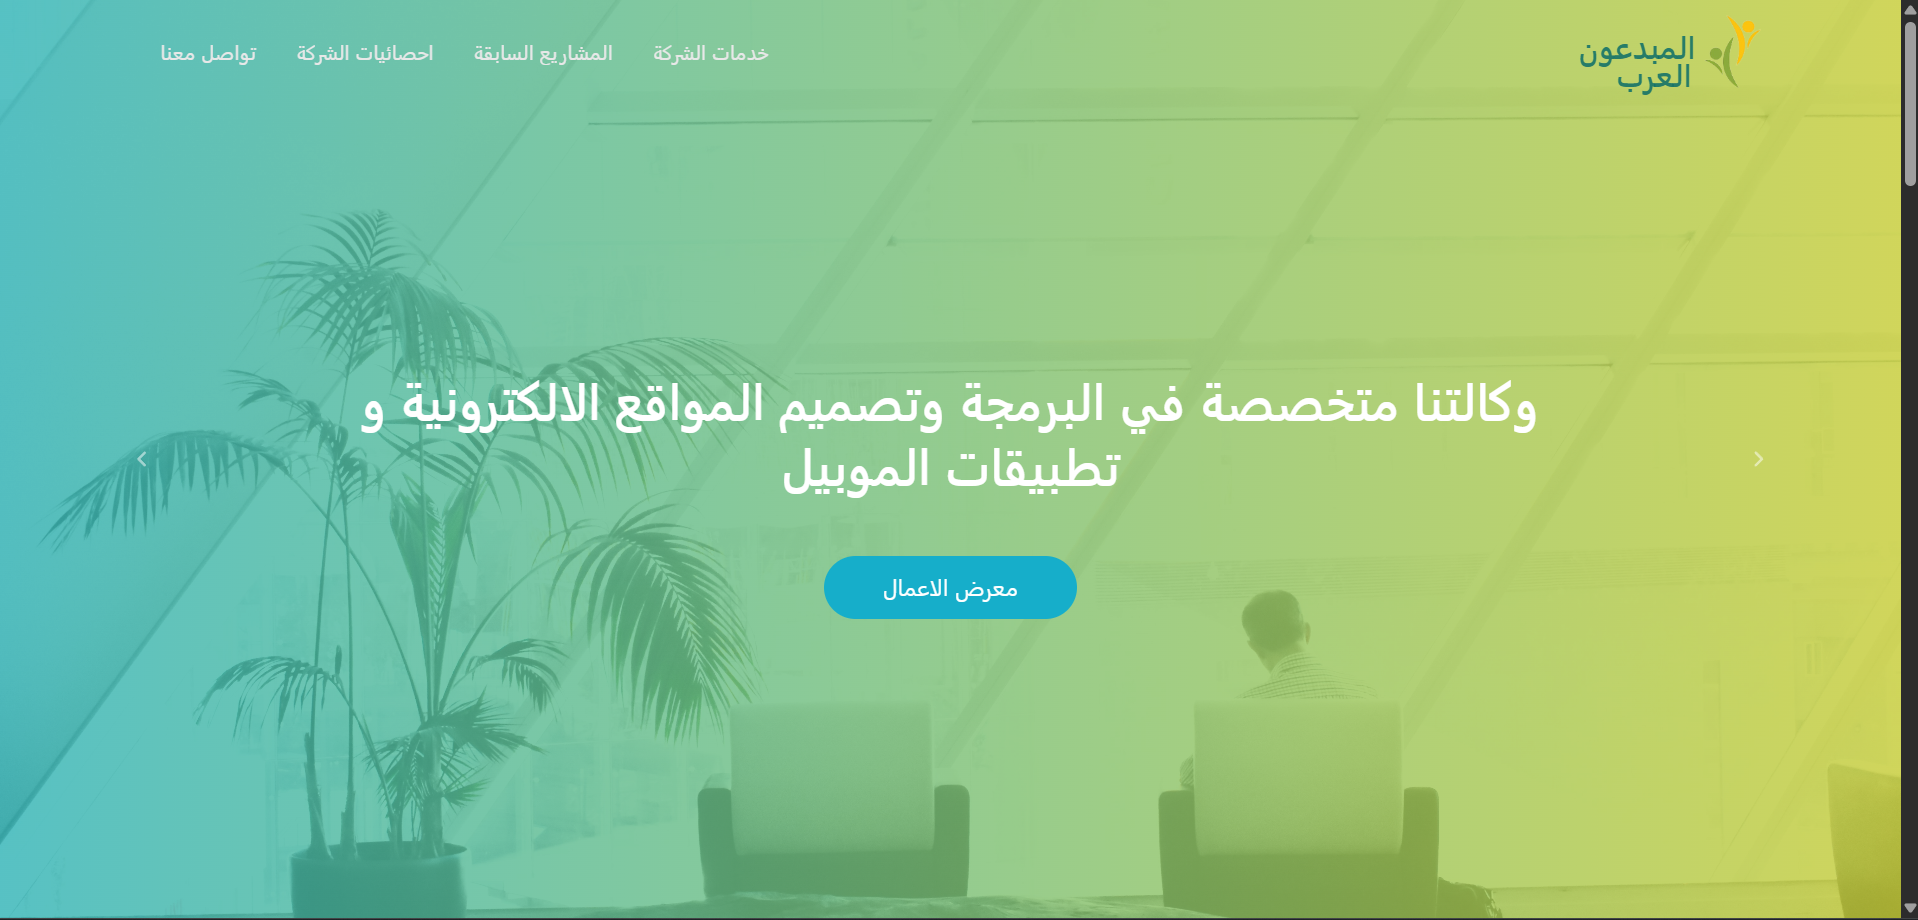 المبدعون
العرب
خدمات الشركة
المشاريع السابقة
احصائيات الشركة
تواصل معنا
وكالتنا متخصصة في البرمجة وتصميم المواقع الالكترونية و
تطبيقات الموبيل
معرض الاعمال